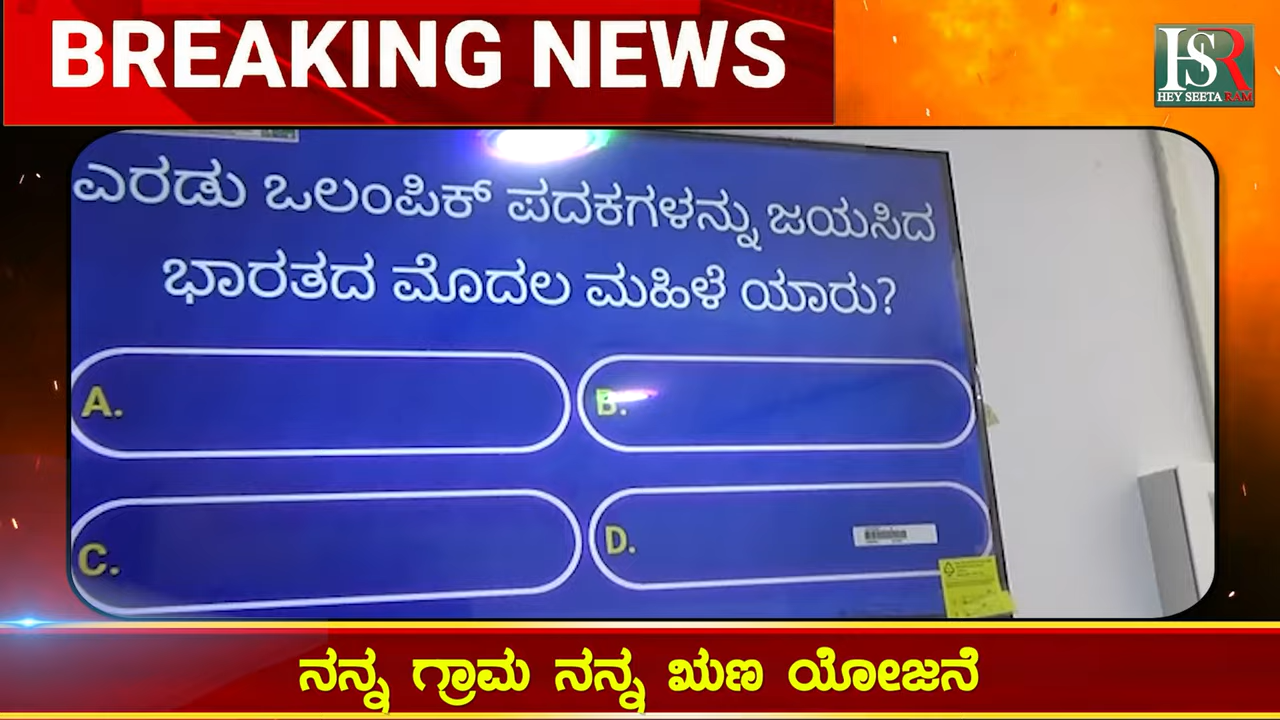 BREAKING NEWS
HSR
HEY SEETA RAM
ಎರಡು ಒಲಂಪಿಕ್ ಪದಕಗಳನ್ನು ಜಯಸಿದ
ಭಾರತದ ಮೊದಲ ಮಹಿಳೆ ಯಾರು?
A.
B.
C.
D.
ನನ್ನ ಗ್ರಾಮ ನನ್ನ ಋಣ ಯೋಜನೆ